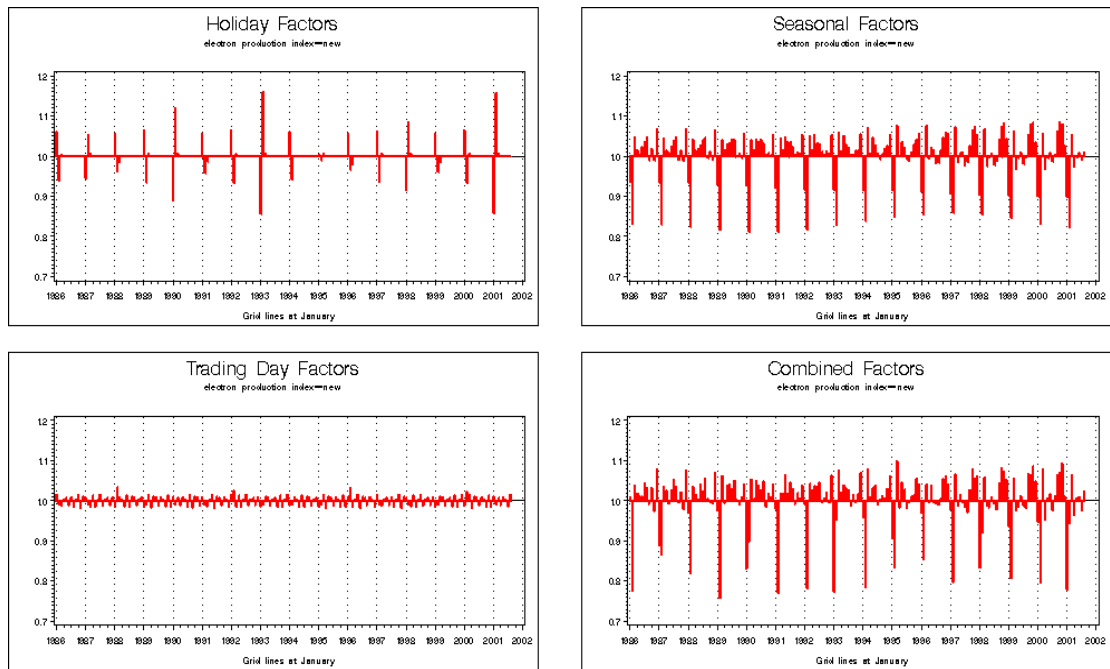 Holiday Factors
electron production index=new
1.2
1.1
1.0
0.9
0.8
0.7
1986 1987 1988 1989 1990 1991 1992 1993 1994 1995 1996 1997 1998 1999 2000 2001 2002
Grid lines at January
Seasonal Factors
electron production index=new
1.2
1.1
1.0
0.9
0.8
0.7
1986 1987 1988 1989 1990 1991 1992 1993 1994 1995 1996 1997 1998 1999 2000 2001 2002
Grid lines at January
Trading Day Factors
electron production index=new
1.2
1.1
1.0
0.9
0.8
0.7
1986 1987 1988 1989 1990 1991 1992 1993 1994 1995 1996 1997 1998 1999 2000 2001 2002
Grid lines at January
Combined Factors
electron production index=new
1.2
1.1
1.0
0.9
0.8
0.7
1986 1987 1988 1989 1990 1991 1992 1993 1994 1995 1996 1997 1998 1999 2000 2001 2002
Grid lines at January